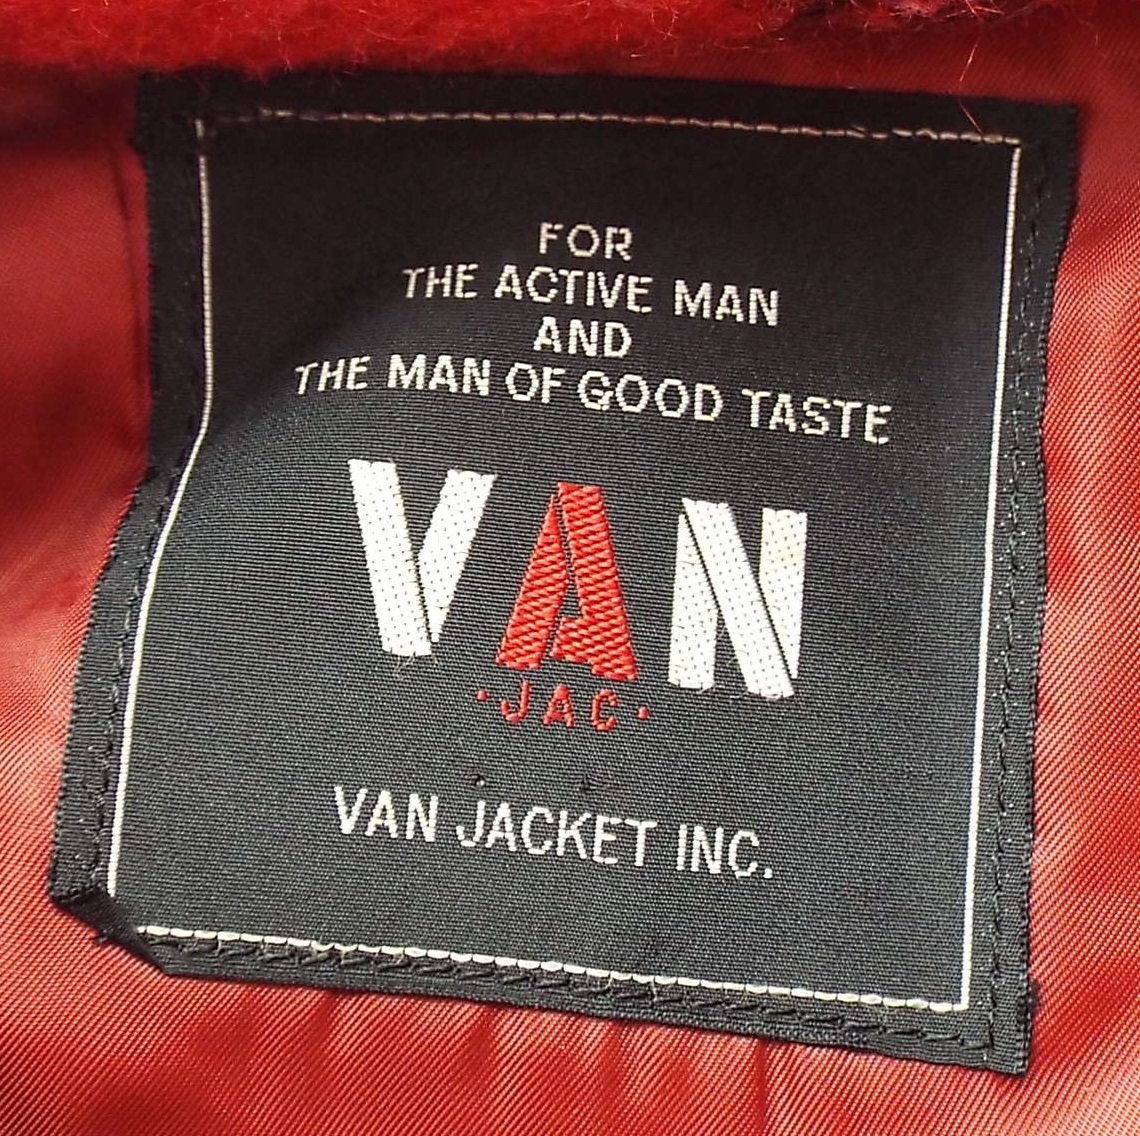 FOR
THE ACTIVE MAN
AND
THE MAN OF GOOD TASTE
VAN
·JAC·
VAN JACKET INC.